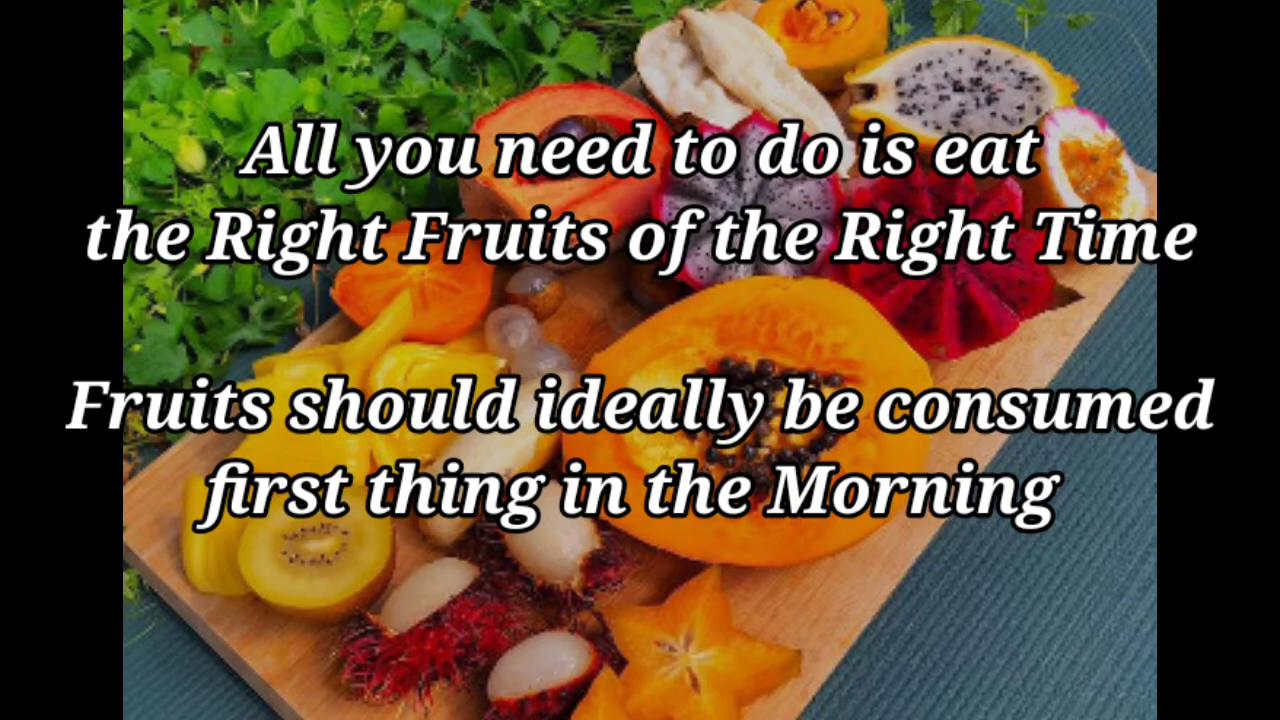 All you need to do is eat
the Right Fruits of the Right Time
Fruits should ideally be consumed
first thing in the Morning